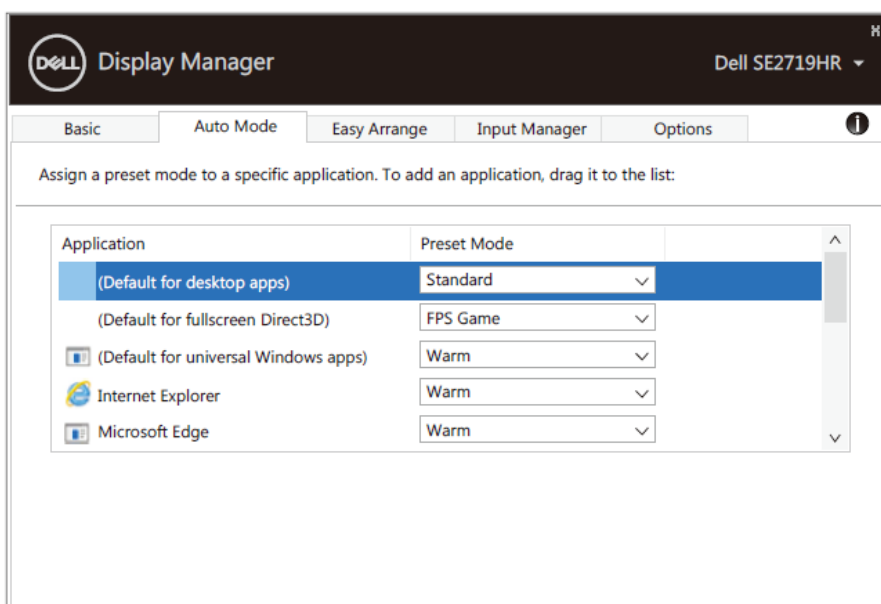 DELL Display Manager
Dell SE2719HR
Basic Auto Mode Easy Arrange Input Manager Options
Assign a preset mode to a specific application. To add an application, drag it to the list:
Application Preset Mode
(Default for desktop apps) Standard
(Default for fullscreen Direct3D) FPS Game
(Default for universal Windows apps) Warm
Internet Explorer Warm
Microsoft Edge Warm